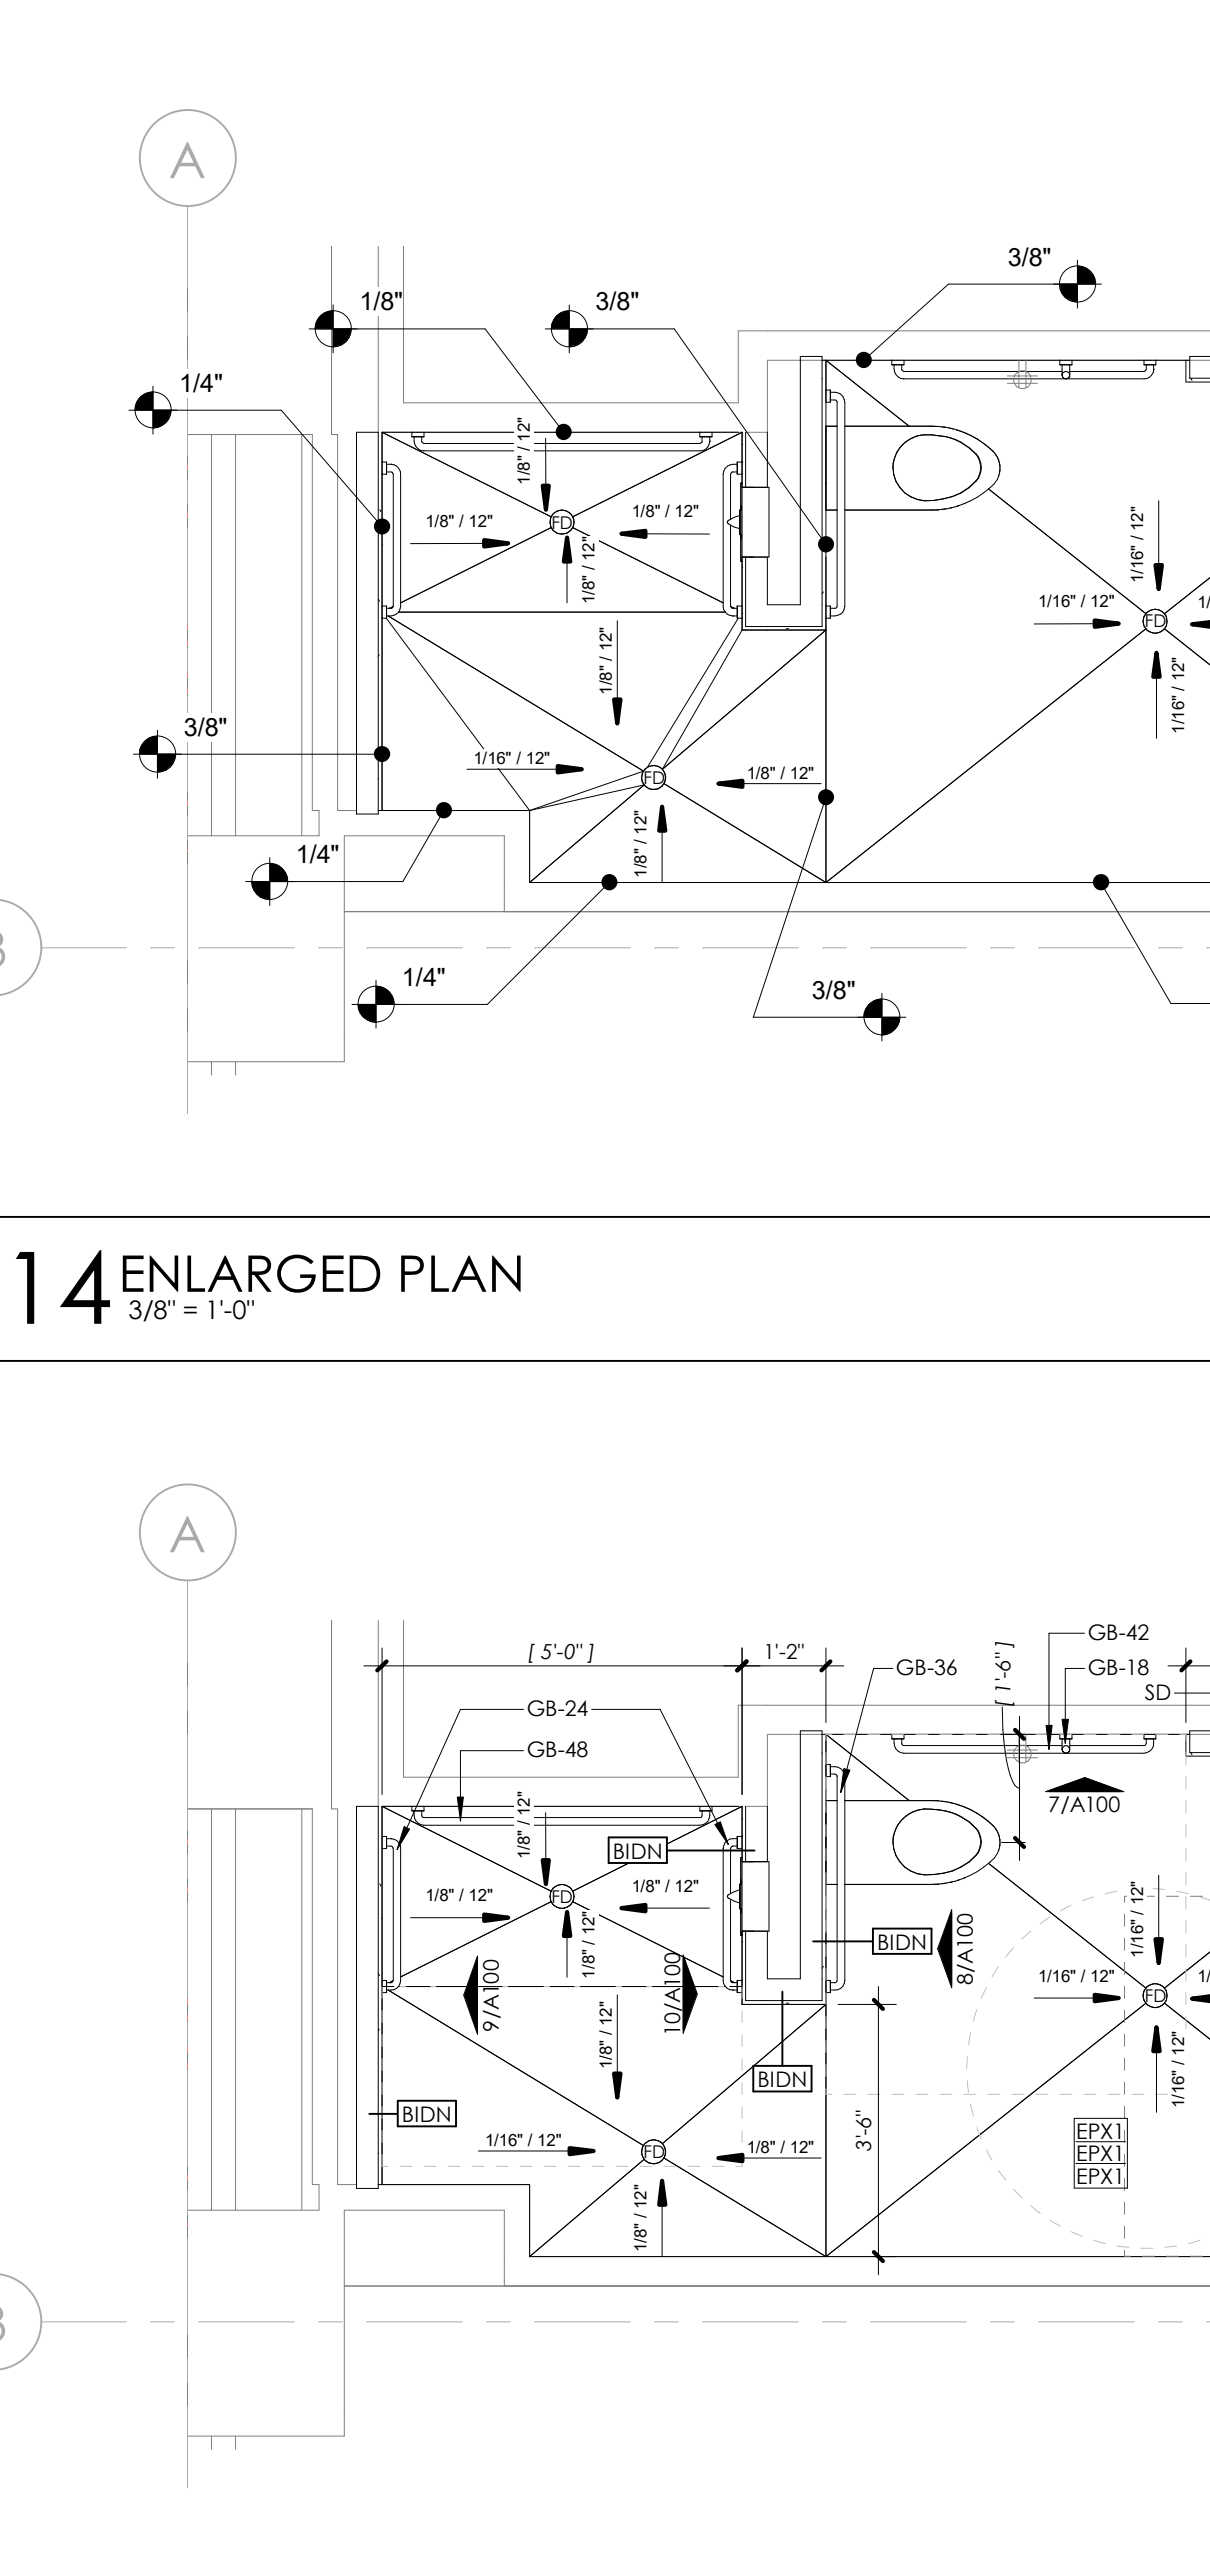 A
3/8"
1/8"
3/8"
1/4"
1/8" / 12"
1/8" / 12"
1/8" / 12"
FD
1/8" / 12"
1/16" / 12"
1/16" / 12"
FD
1/8" / 12"
1/16" / 12"
3/8"
1/16" / 12"
1/8" / 12"
FD
1/8" / 12"
1/4"
1/4"
3/8"
14 ENLARGED PLAN
3/8" = 1'-0"
A
[ 5'-0" ]
1'-2"
GB-36
[ 1'-6" ]
GB-42
GB-18
SD
GB-24
GB-48
7/A100
1/8" / 12"
BIDN
1/8" / 12"
1/8" / 12"
FD
1/8" / 12"
BIDN
8/A100
1/16" / 12"
1/16" / 12"
FD
9/A100
10/A100
1/8" / 12"
1/16" / 12"
BIDN
BIDN
3'-6"
1/16" / 12"
1/8" / 12"
FD
1/8" / 12"
EPX1
EPX1
EPX1